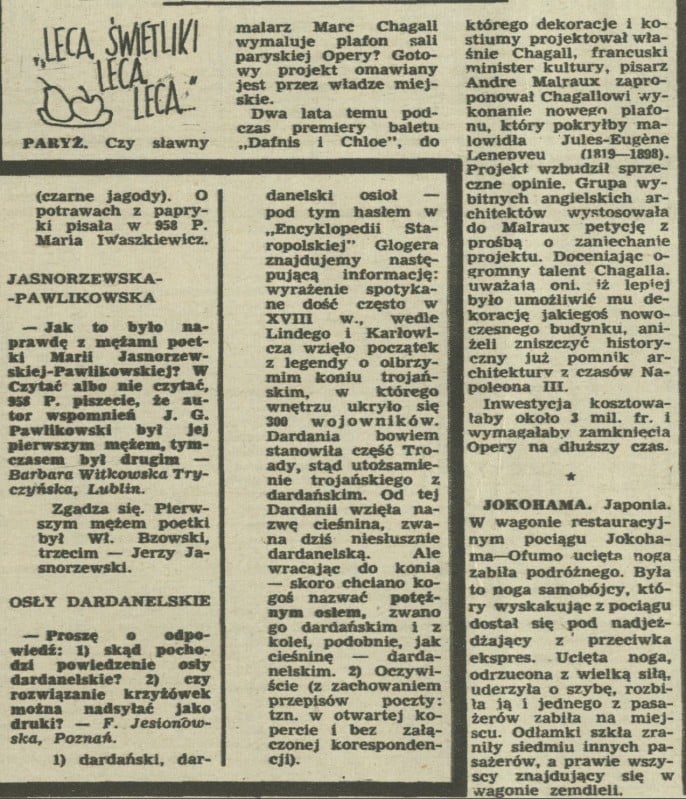 „LECĄ ŚWIETLIKI
LECĄ
LECĄ..."
PARYŻ. Czy sławny
malarz Marc Chagall
wymaluje plafon sali
paryskiej Opery? Goto-
wy projekt omawiany
jest przez władze miej-
skie.
Dwa lata temu pod-
czas premiery baletu
„Dafnis i Chloe", do
którego dekoracje i ko-
stiumy projektował wła-
śnie Chagall, francuski
minister kultury, pisarz
Andre Malraux zapro-
ponował Chagallowi wy-
konanie nowego plafo-
nu, który pokryłby ma-
lowidła Jules-Eugène
Lenepveu (1819—1898).
Projekt wzbudził sprze-
czne opinie. Grupa wy-
bitnych angielskich ar-
chitektów wystosowała
do Malraux petycję z
prośbą o zaniechanie
projektu. Doceniając o-
gromny talent Chagalla,
uważają oni, iż lepiej
było umożliwić mu de-
korację jakiegoś nowo-
czesnego budynku, ani-
żeli zniszczyć history-
czny już pomnik ar-
chitektury z czasów Na-
poleona III.
Inwestycja kosztowa-
łaby około 3 mil. fr. i
wymagałaby zamknięcia
Opery na dłuższy czas.
★
JOKOHAMA. Japonia.
W wagonie restauracyj-
nym pociągu Jokoha-
ma—Ofumo ucięta noga
zabiła podróżnego. Była
to noga samobójcy, któ-
ry wyskakując z pociągu
dostał się pod nadjeż-
dżający z przeciwka
ekspres. Ucięta noga,
odrzucona z wielką siłą,
uderzyła o szybę, rozbi-
ła ją i jednego z pasa-
żerów zabiła na miej-
scu. Odłamki szkła zra-
niły siedmiu innych pa-
sażerów, a prawie wszy-
scy znajdujący się w
wagonie zemdleli.
(czarne jagody). O
potrawach z papry-
ki pisała w 958 P.
Maria Iwaszkiewicz.
JASNORZEWSKA-
-PAWLIKOWSKA
— Jak to było na-
prawdę z mężami poet-
ki Marii Jasnorzew-
skiej-Pawlikowskiej? W
Czytać albo nie czytać,
958 P. piszecie, że au-
tor wspomnień J. G.
Pawlikowski był jej
pierwszym mężem, tym-
czasem był drugim —
Barbara Witkowska Try-
czyńska, Lublin.
Zgadza się. Pierw-
szym mężem poetki
był Wł. Bzowski,
trzecim — Jerzy Ja-
snorzewski.
OSŁY DARDANELSKIE
— Proszę o odpo-
wiedź: 1) skąd pocho-
dzi powiedzenie osły
dardanelskie? 2) czy
rozwiązanie krzyżówek
można nadsyłać jako
druki? — F. Jesionow-
ska, Poznań.
1) dardański, dar-
danelski osioł —
pod tym hasłem w
„Encyklopedii Sta-
ropolskiej" Glogera
znajdujemy nastę-
pującą informację:
wyrażenie spotyka-
ne dość często w
XVIII w., wedle
Lindego i Karłowi-
cza wzięło początek
z legendy o olbrzy-
mim koniu trojań-
skim, w którego
wnętrzu ukryło się
300 wojowników.
Dardania bowiem
stanowiła część Tro-
ady, stąd utożsamie-
nie trojańskiego z
dardańskim. Od tej
Dardanii wzięła na-
zwę cieśnina, zwa-
na dziś niesłusznie
dardanelską. Ale
wracając do konia
— skoro chciano ko-
goś nazwać potęż-
nym osłem, zwano
go dardańskim i z
kolei, podobnie, jak
cieśninę — darda-
nelskim. 2) Oczywi-
ście (z zachowaniem
przepisów poczty:
tzn. w otwartej ko-
percie i bez załą-
czonej koresponden-
cji).